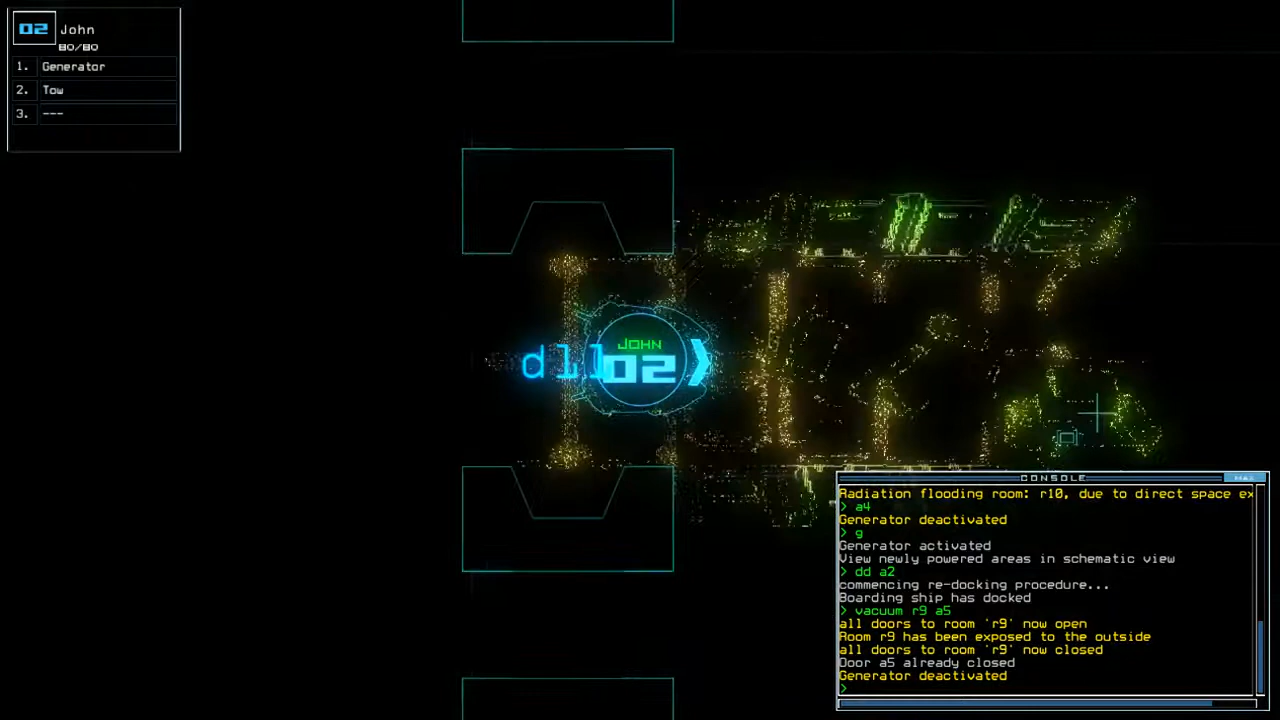 02 John
80/80
1. Generator
2. Tow
3. ---
JOHN
dll 02
CONSOLE
Radiation flooding room: r10, due to direct space ex
> a4
Generator deactivated
> g
Generator activated
View newly powered areas in schematic view
> dd a2
commencing re-docking procedure...
Boarding ship has docked
> vacuum r9 a5
all doors to room 'r9' now open
Room r9 has been exposed to the outside
all doors to room 'r9' now closed
Door a5 already closed
Generator deactivated
>